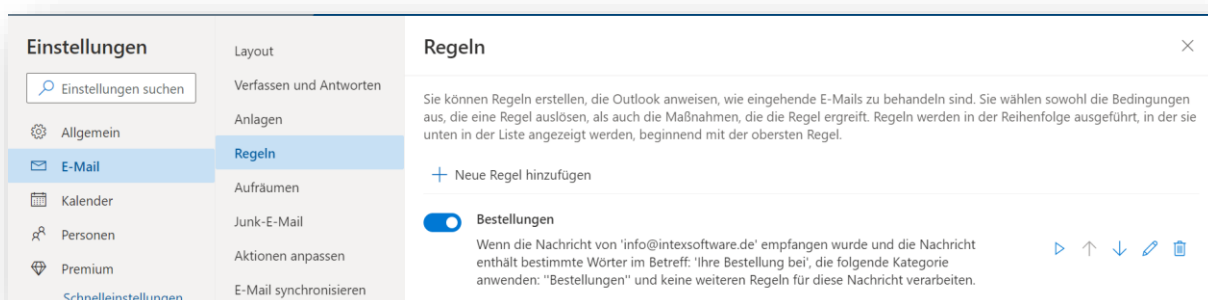 Einstellungen
Einstellungen suchen
Allgemein
E-Mail
Kalender
Personen
Premium
Schnelleinstellungen
Layout
Verfassen und Antworten
Anlagen
Regeln
Aufräumen
Junk-E-Mail
Aktionen anpassen
E-Mail synchronisieren
Regeln
Sie können Regeln erstellen, die Outlook anweisen, wie eingehende E-Mails zu behandeln sind. Sie wählen sowohl die Bedingungen
aus, die eine Regel auslösen, als auch die Maßnahmen, die die Regel ergreift. Regeln werden in der Reihenfolge ausgeführt, in der sie
unten in der Liste angezeigt werden, beginnend mit der obersten Regel.
Neue Regel hinzufügen
Bestellungen
Wenn die Nachricht von 'info@intexsoftware.de' empfangen wurde und die Nachricht
enthält bestimmte Wörter im Betreff: 'Ihre Bestellung bei', die folgende Kategorie
anwenden: "Bestellungen" und keine weiteren Regeln für diese Nachricht verarbeiten.